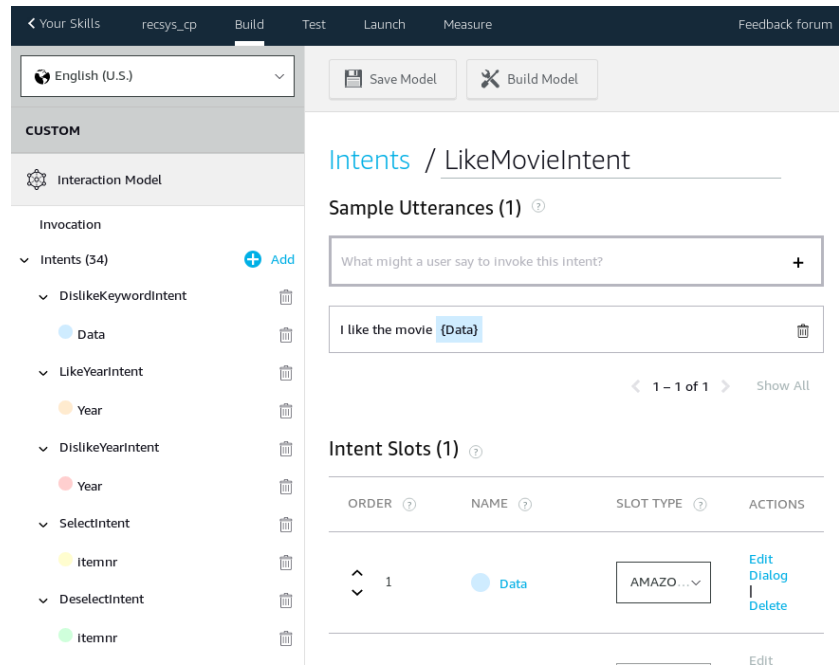 Your Skills recsys_cp Build Test Launch Measure Feedback forum
English (U.S.)
CUSTOM
Interaction Model
Invocation
Intents (34) Add
DislikeKeywordIntent
Data
LikeYearIntent
Year
DislikeYearIntent
Year
SelectIntent
itemnr
DeselectIntent
itemnr
Save Model Build Model
Intents / LikeMovieIntent
Sample Utterances (1) ?
What might a user say to invoke this intent? +
I like the movie {Data}
1 – 1 of 1 Show All
Intent Slots (1) ?
ORDER ? NAME ? SLOT TYPE ? ACTIONS
1 Data AMAZO... Edit
Dialog
|
Delete
Edit